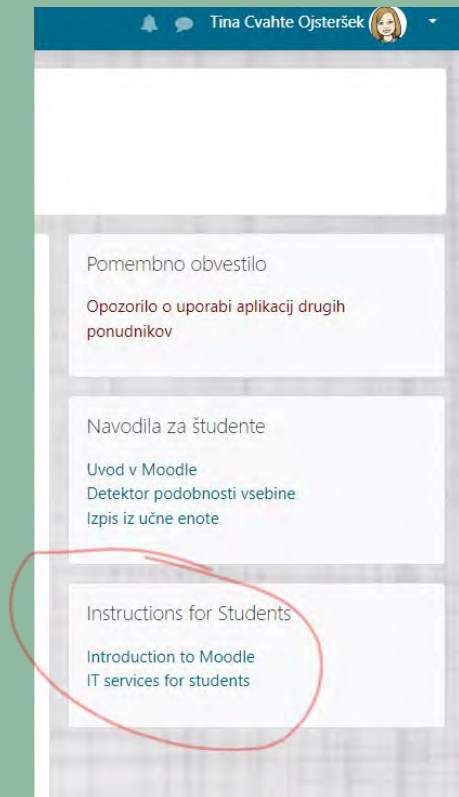 Tina Cvahte Ojsteršek
Pomembno obvestilo
Opozorilo o uporabi aplikacij drugih
ponudnikov
Navodila za študente
Uvod v Moodle
Detektor podobnosti vsebine
Izpis iz učne enote
Instructions for Students
Introduction to Moodle
IT services for students